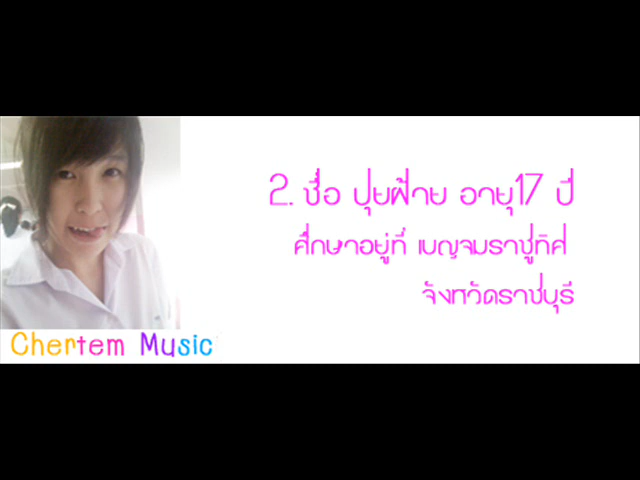 2. ชื่อ ปุยฝ้าย อายุ17 ปี
ศึกษาอยู่ที่ เบญจมราชูทิศ
จังหวัดราชบุรี
Chertem Music